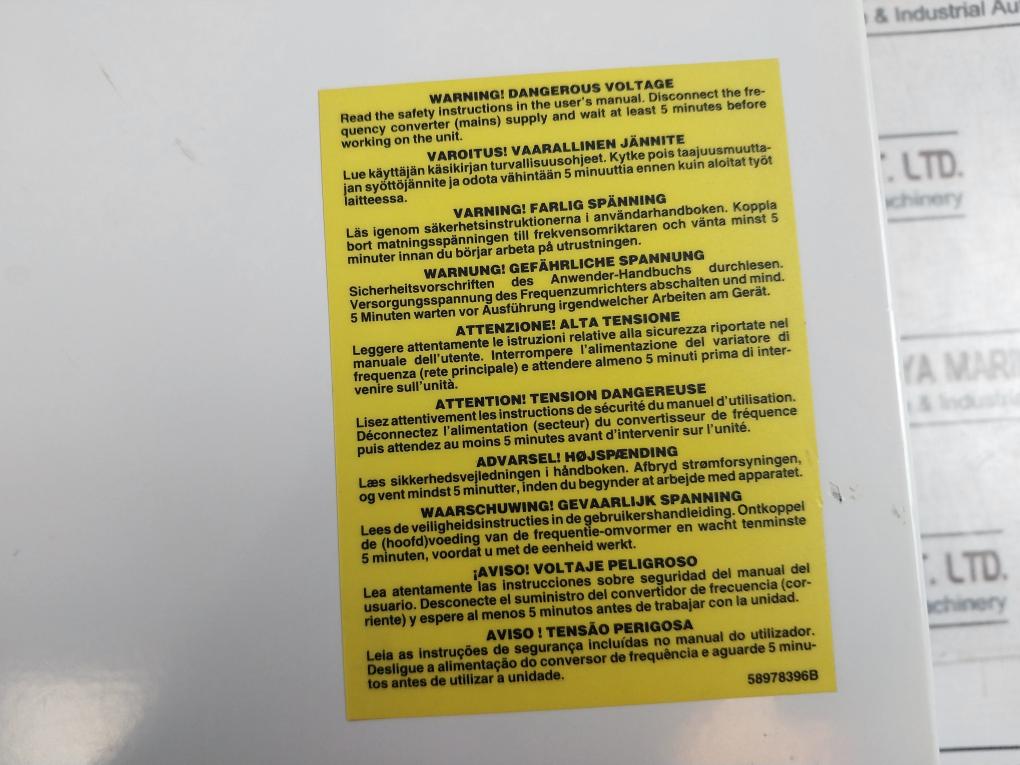 WARNING! DANGEROUS VOLTAGE
Read the safety instructions in the user's manual. Disconnect the fre-
quency converter (mains) supply and wait at least 5 minutes before
working on the unit.
VAROITUS! VAARALLINEN JÄNNITE
Lue käyttäjän käsikirjan turvallisuusohjeet. Kytke pois taajuusmuutta-
jan syöttöjännite ja odota vähintään 5 minuuttia ennen kuin aloitat työt
laitteessa.
VARNING! FARLIG SPÄNNING
Läs igenom säkerhetsinstruktionerna i användarhandboken. Koppla
bort matningsspänningen till frekvensomriktaren och vänta minst 5
minuter innan du börjar arbeta på utrustningen.
WARNUNG! GEFÄHRLICHE SPANNUNG
Sicherheitsvorschriften des Anwender-Handbuchs durchlesen.
Versorgungsspannung des Frequenzumrichters abschalten und mind.
5 Minuten warten vor Ausführung irgendwelcher Arbeiten am Gerät.
ATTENZIONE! ALTA TENSIONE
Leggere attentamente le istruzioni relative alla sicurezza riportate nel
manuale dell'utente. Interrompere l'alimentazione del variatore di
frequenza (rete principale) e attendere almeno 5 minuti prima di inter-
venire sull'unità.
ATTENTION! TENSION DANGEREUSE
Lisez attentivement les instructions de sécurité du manuel d'utilisation.
Déconnectez l'alimentation (secteur) du convertisseur de fréquence
puis attendez au moins 5 minutes avant d'intervenir sur l'unité.
ADVARSEL! HØJSPÆNDING
Læs sikkerhedsvejledningen i håndboken. Afbryd strømforsyningen,
og vent mindst 5 minutter, inden du begynder at arbejde med apparatet.
WAARSCHUWING! GEVAARLIJK SPANNING
Lees de veiligheidsinstructies in de gebruikershandleiding. Ontkoppel
de (hoofd)voeding van de frequentie-omvormer en wacht tenminste
5 minuten, voordat u met de eenheid werkt.
¡AVISO! VOLTAJE PELIGROSO
Lea atentamente las instrucciones sobre seguridad del manual del
usuario. Desconecte el suministro del convertidor de frecuencia (cor-
riente) y espere al menos 5 minutos antes de trabajar con la unidad.
AVISO ! TENSÃO PERIGOSA
Leia as instruções de segurança incluídas no manual do utilizador.
Desligue a alimentação do conversor de frequência e aguarde 5 minu-
tos antes de utilizar a unidade.
58978396B
& Industrial Au
. LTD.
achinery
YA MARI
& Industria
. LTD.
achinery